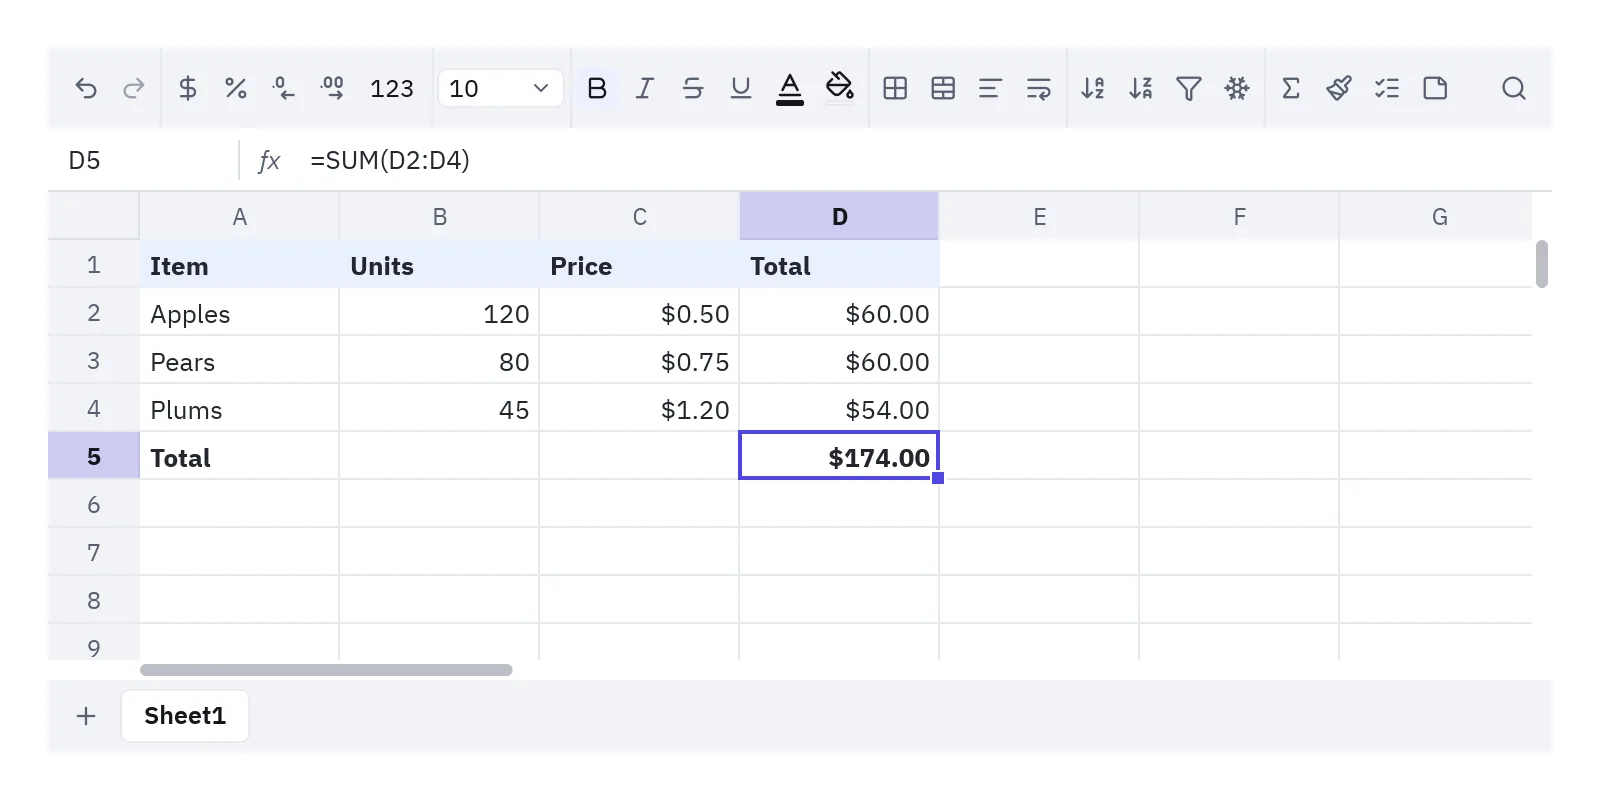 123 10 B I S U A
D5 fx =SUM(D2:D4)
A B C D E F G
1 Item Units Price Total
2 Apples 120 $0.50 $60.00
3 Pears 80 $0.75 $60.00
4 Plums 45 $1.20 $54.00
5 Total $174.00
6
7
8
9
+ Sheet1